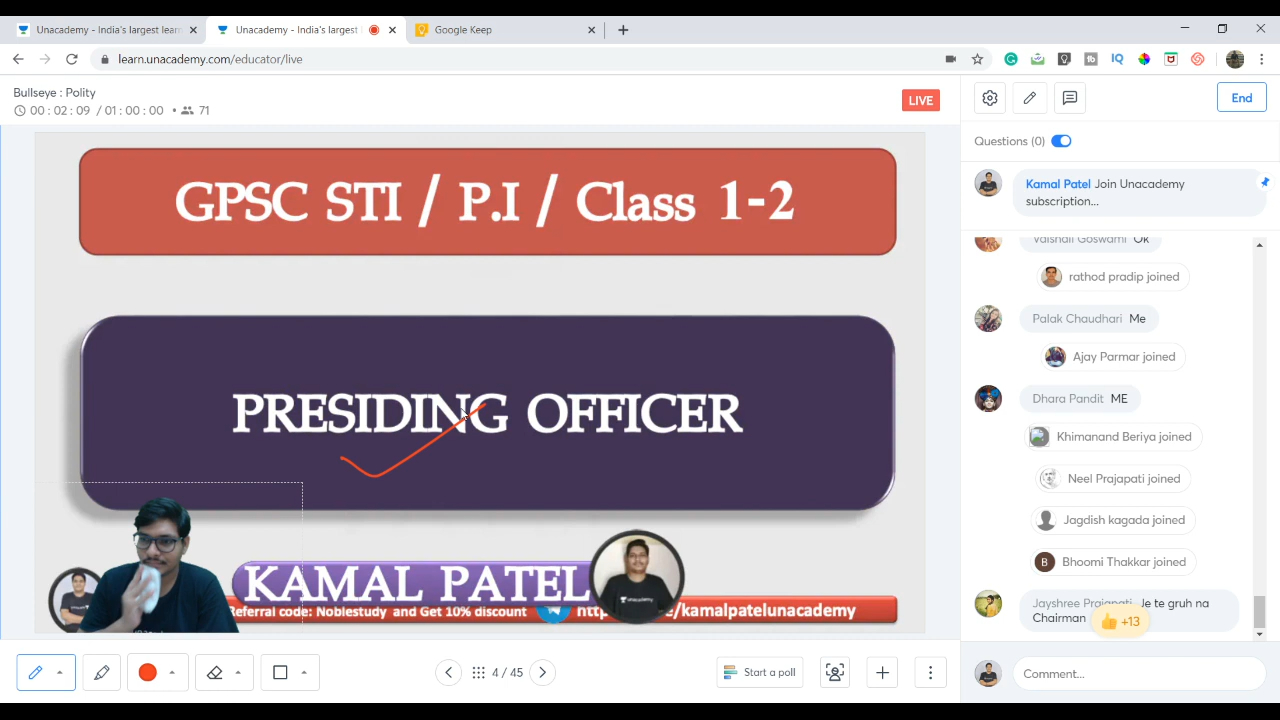 Unacademy - India's largest learn
Unacademy - India's largest
Google Keep
learn.unacademy.com/educator/live
Bullseye : Polity
00 : 02 : 09 / 01 : 00 : 00 • 71
LIVE
End
Questions (0)
Kamal Patel Join Unacademy
subscription...
GPSC STI / P.I / Class 1-2
PRESIDING OFFICER
KAMAL PATEL
Referral code: Noblestudy and Get 10% discount
/kamalpatelunacademy
unacademy
Vaishali Goswami Ok
rathod pradip joined
Palak Chaudhari Me
Ajay Parmar joined
Dhara Pandit ME
Khimanand Beriya joined
Neel Prajapati joined
Jagdish kagada joined
B
Bhoomi Thakkar joined
Jayshree Prajapati Je te gruh na
Chairman
+13
4 / 45
Start a poll
Comment...